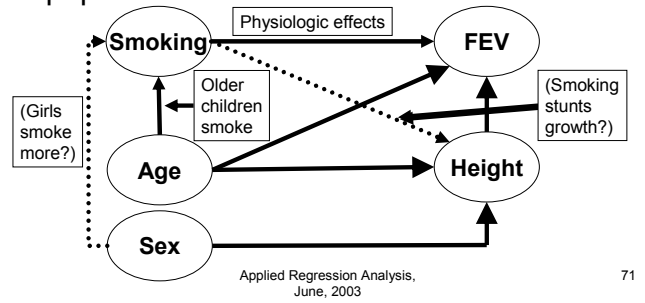 Physiologic effects
Smoking
FEV
Older
children
smoke
(Smoking
stunts
growth?)
(Girls
smoke
more?)
Age
Height
Sex
Applied Regression Analysis,
June, 2003
71